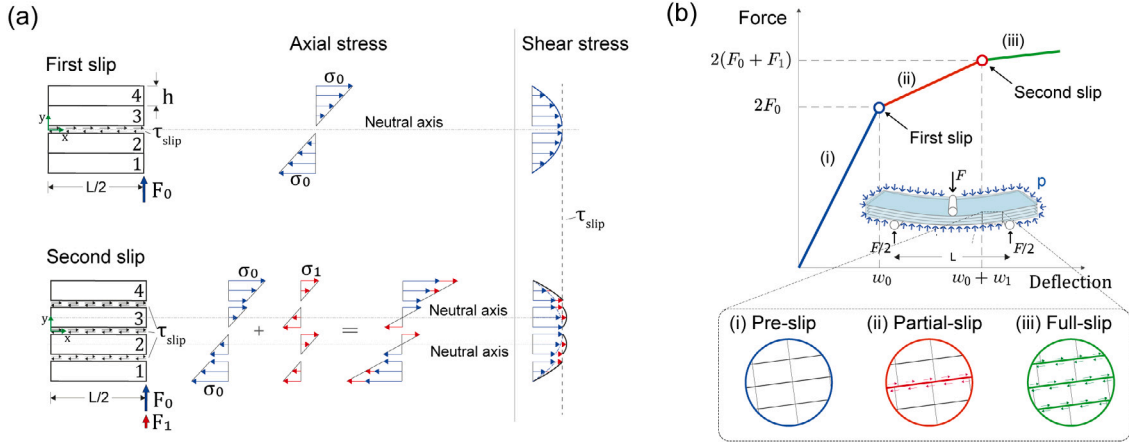 (a)
Axial stress
Shear stress
First slip
4
3
2
1
h
y
x
τslip
L/2
F0
σ0
σ0
Neutral axis
τslip
Second slip
4
3
2
1
y
x
τslip
L/2
F0
F1
σ0
σ1
+
=
σ0
Neutral axis
Neutral axis
(b)
Force
2(F0 + F1)
2F0
(i)
(ii)
(iii)
First slip
Second slip
F
p
F/2
F/2
L
w0
w0 + w1
Deflection
(i) Pre-slip
(ii) Partial-slip
(iii) Full-slip